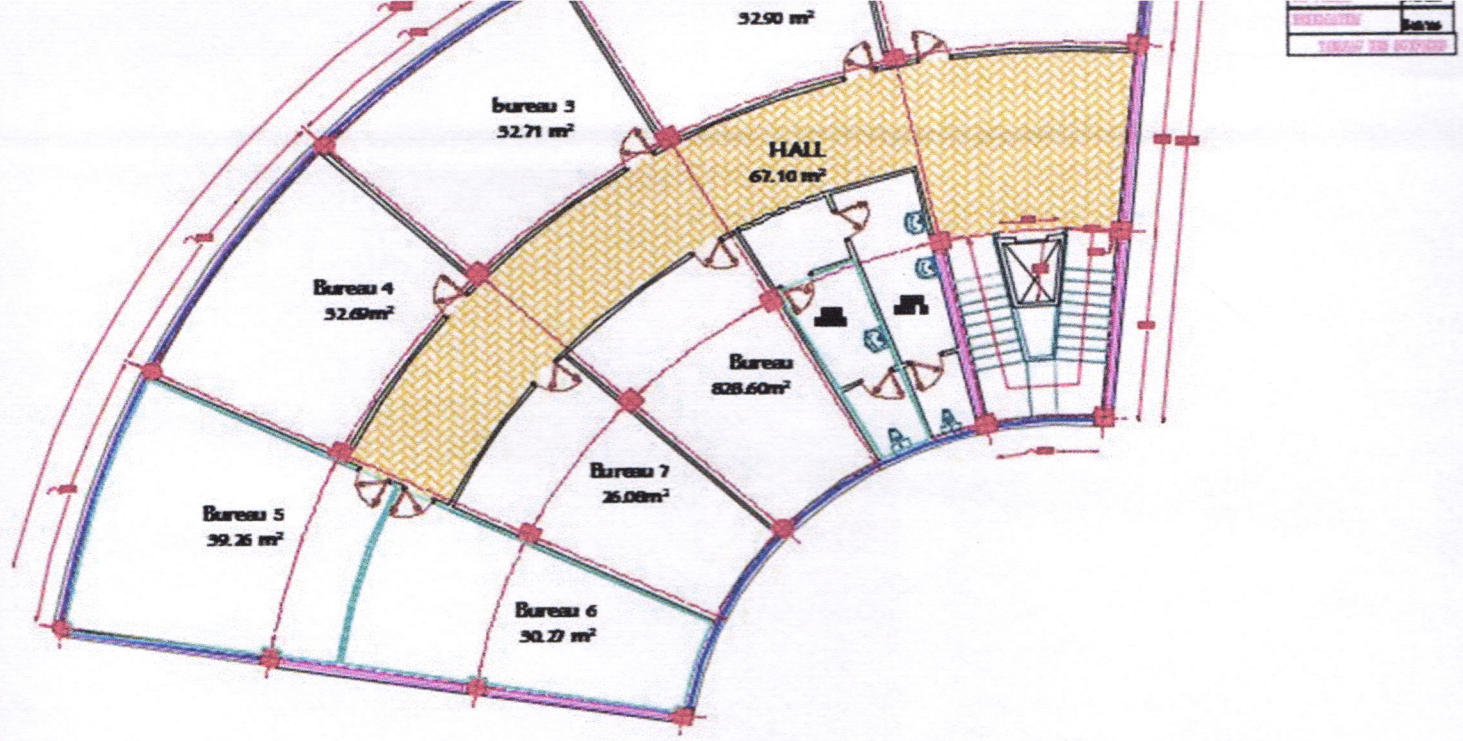 32.90 m²
bureau 3
32.71 m²
HALL
67.10 m²
Bureau 4
32.69m²
Bureau
828.60m²
Bureau 7
26.08m²
Bureau 5
39.26 m²
Bureau 6
30.27 m²